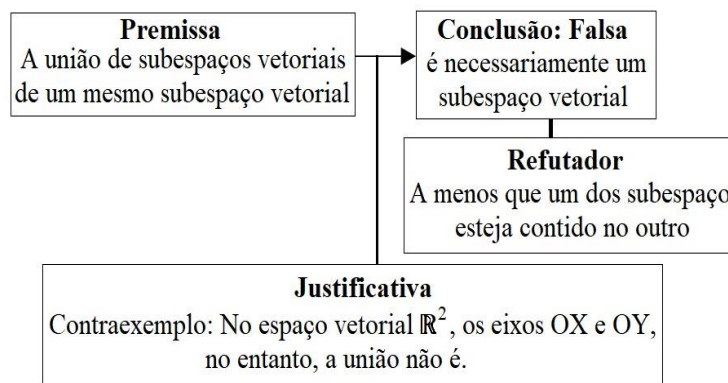 Premissa
A união de subespaços vetoriais
de um mesmo subespaço vetorial
Conclusão: Falsa
é necessariamente um
subespaço vetorial
Refutador
A menos que um dos subespaço
esteja contido no outro
Justificativa
Contraexemplo: No espaço vetorial ℝ², os eixos OX e OY,
no entanto, a união não é.